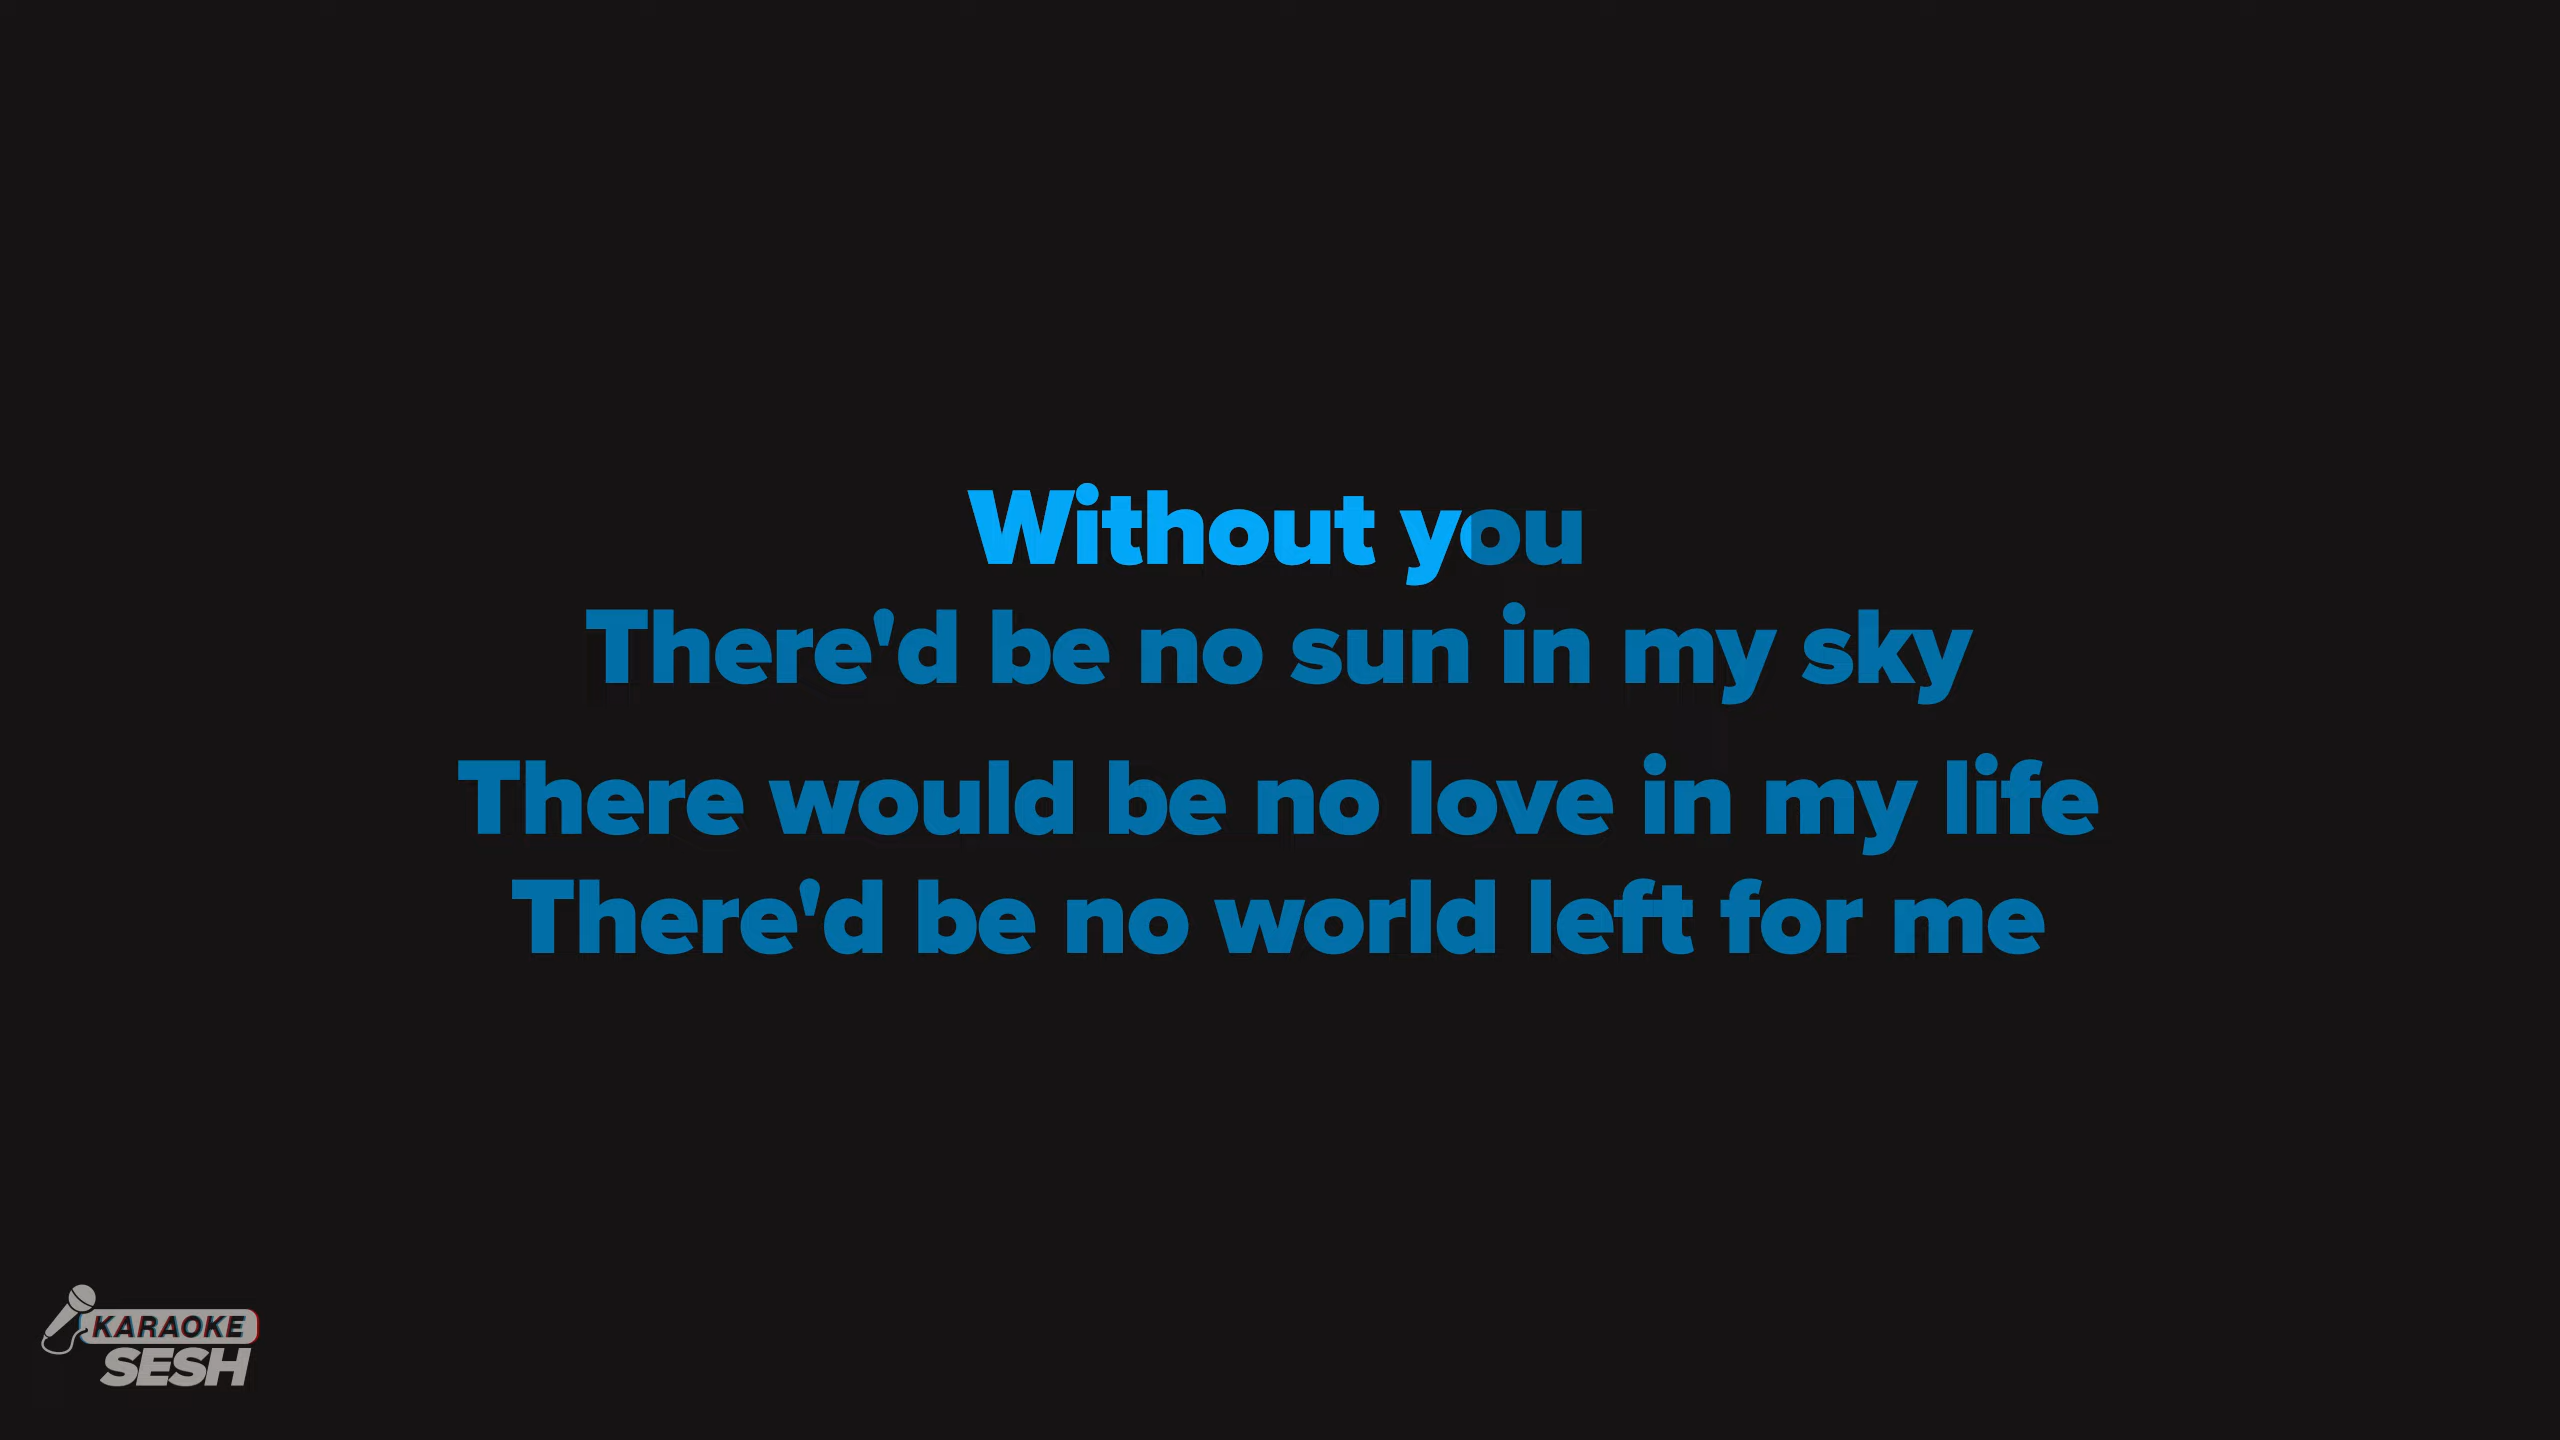 Without you
There'd be no sun in my sky
There would be no love in my life
There'd be no world left for me
KARAOKE
SESH